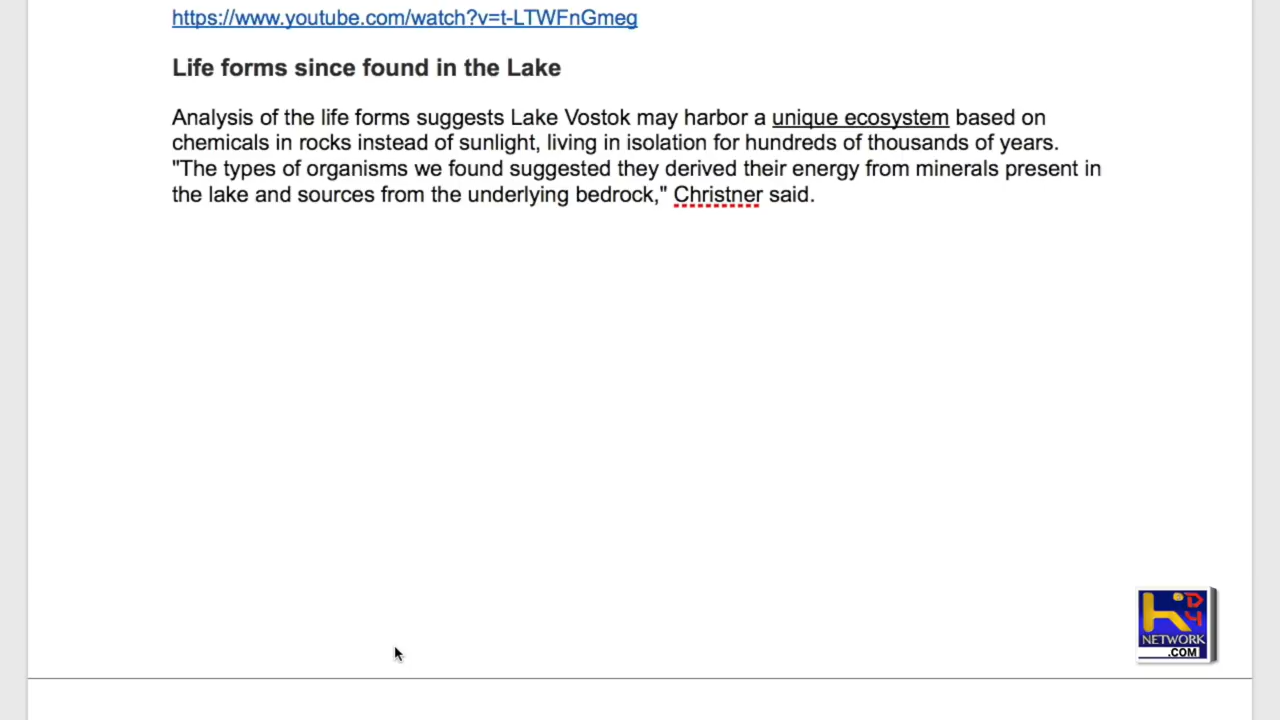 https://www.youtube.com/watch?v=t-LTWFnGmeg
Life forms since found in the Lake
Analysis of the life forms suggests Lake Vostok may harbor a unique ecosystem based on
chemicals in rocks instead of sunlight, living in isolation for hundreds of thousands of years.
"The types of organisms we found suggested they derived their energy from minerals present in
the lake and sources from the underlying bedrock," Christner said.
D
4
NETWORK
.COM